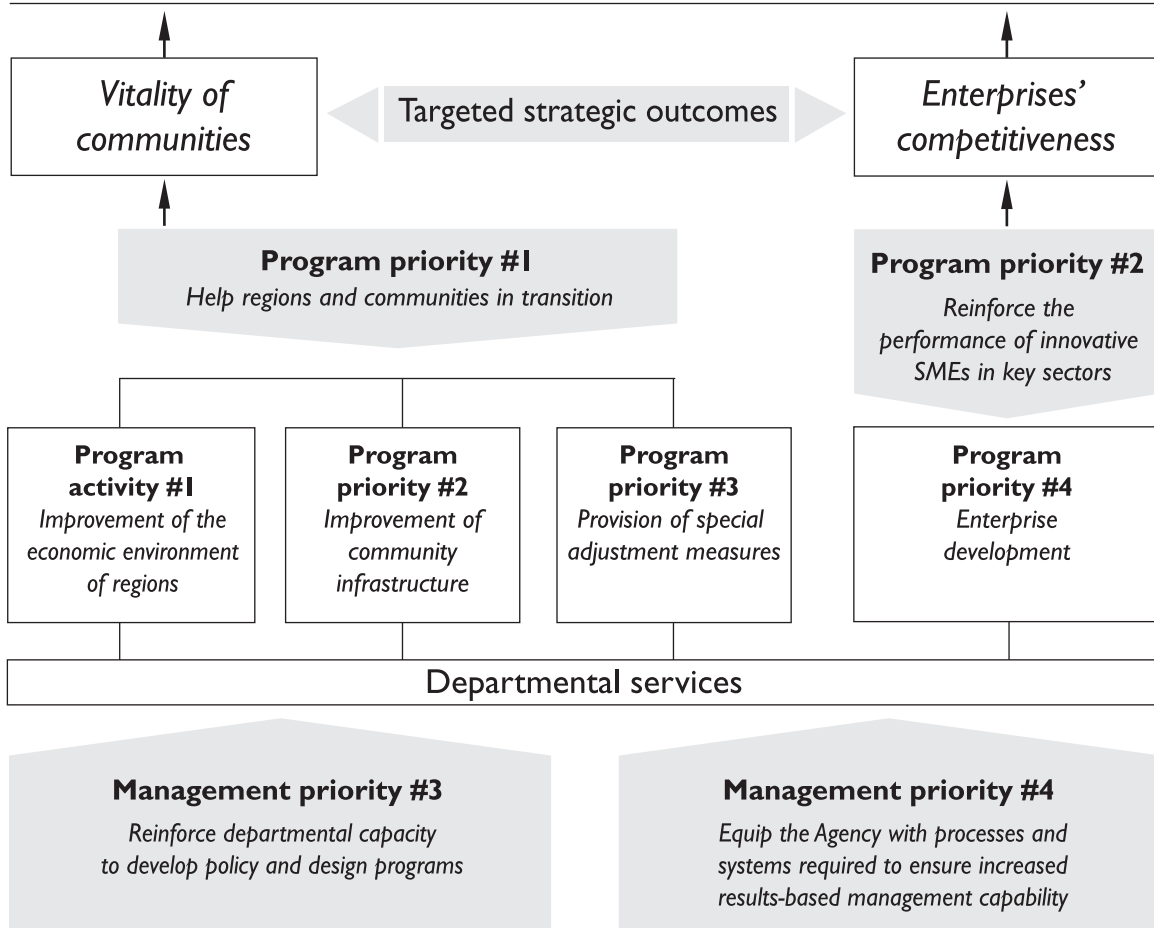 Vitality of
communities
Targeted strategic outcomes
Enterprises’
competitiveness
Program priority #1
Help regions and communities in transition
Program priority #2
Reinforce the
performance of innovative
SMEs in key sectors
Program
activity #1
Improvement of the
economic environment
of regions
Program
priority #2
Improvement of
community
infrastructure
Program
priority #3
Provision of special
adjustment measures
Program
priority #4
Enterprise
development
Departmental services
Management priority #3
Reinforce departmental capacity
to develop policy and design programs
Management priority #4
Equip the Agency with processes and
systems required to ensure increased
results-based management capability